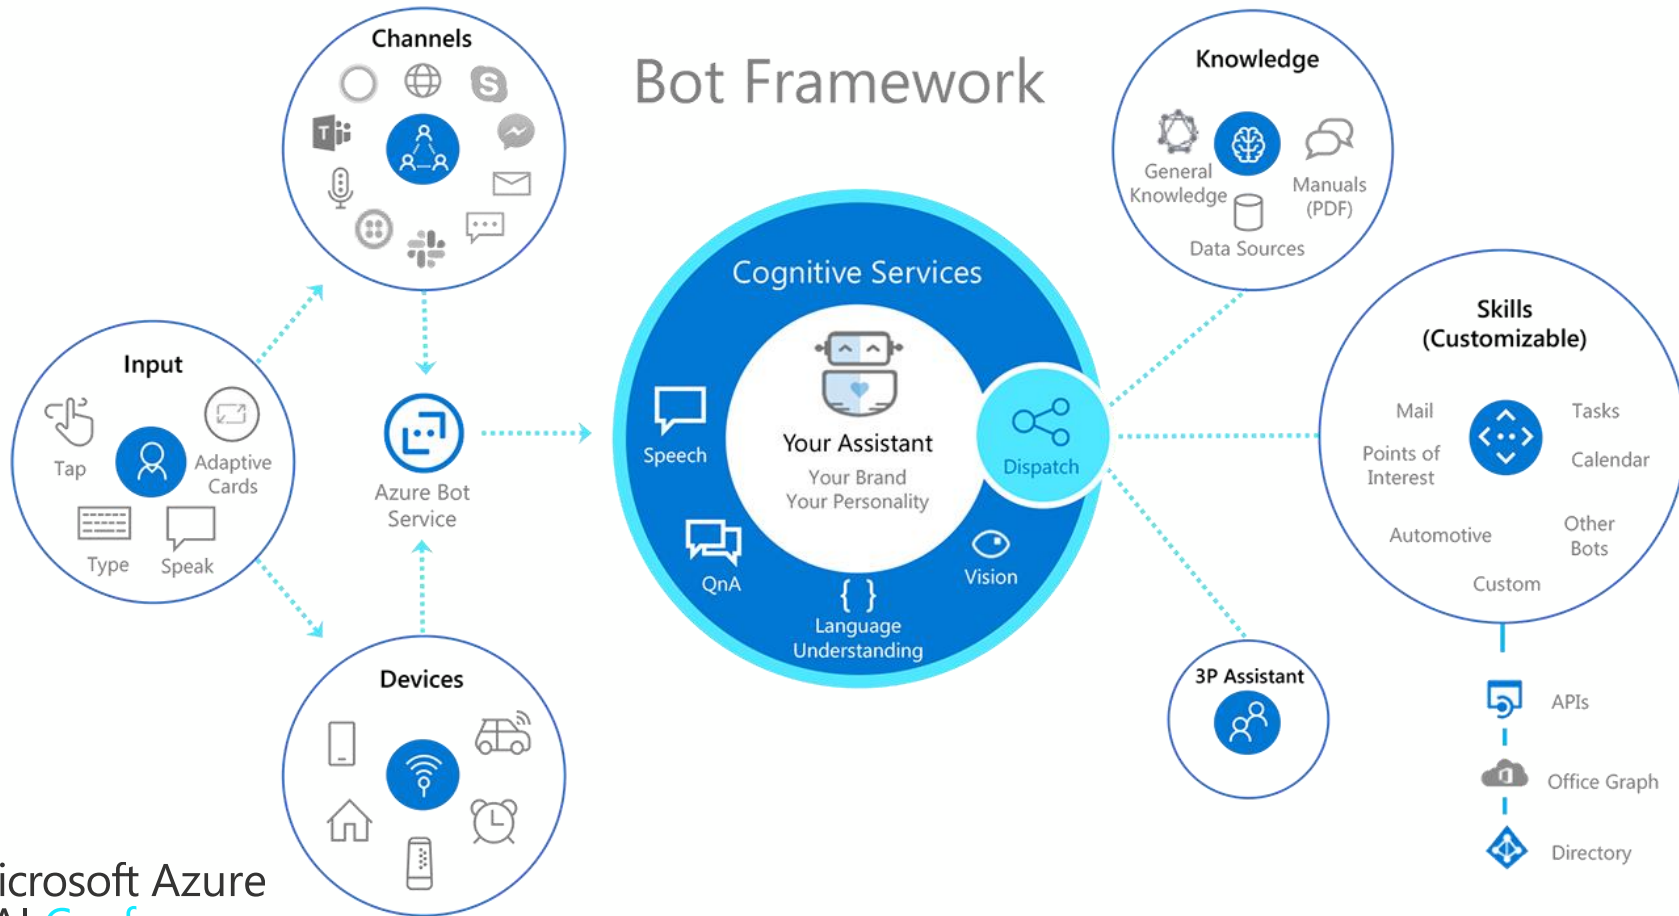 Bot Framework
Channels
Input
Tap
Adaptive
Cards
Type
Speak
Azure Bot
Service
Devices
Cognitive Services
Speech
QnA
Language
Understanding
Vision
Your Assistant
Your Brand
Your Personality
Dispatch
Knowledge
General
Knowledge
Manuals
(PDF)
Data Sources
Skills
(Customizable)
Mail
Tasks
Points of
Interest
Calendar
Automotive
Other
Bots
Custom
3P Assistant
APIs
Office Graph
Directory
icrosoft Azure